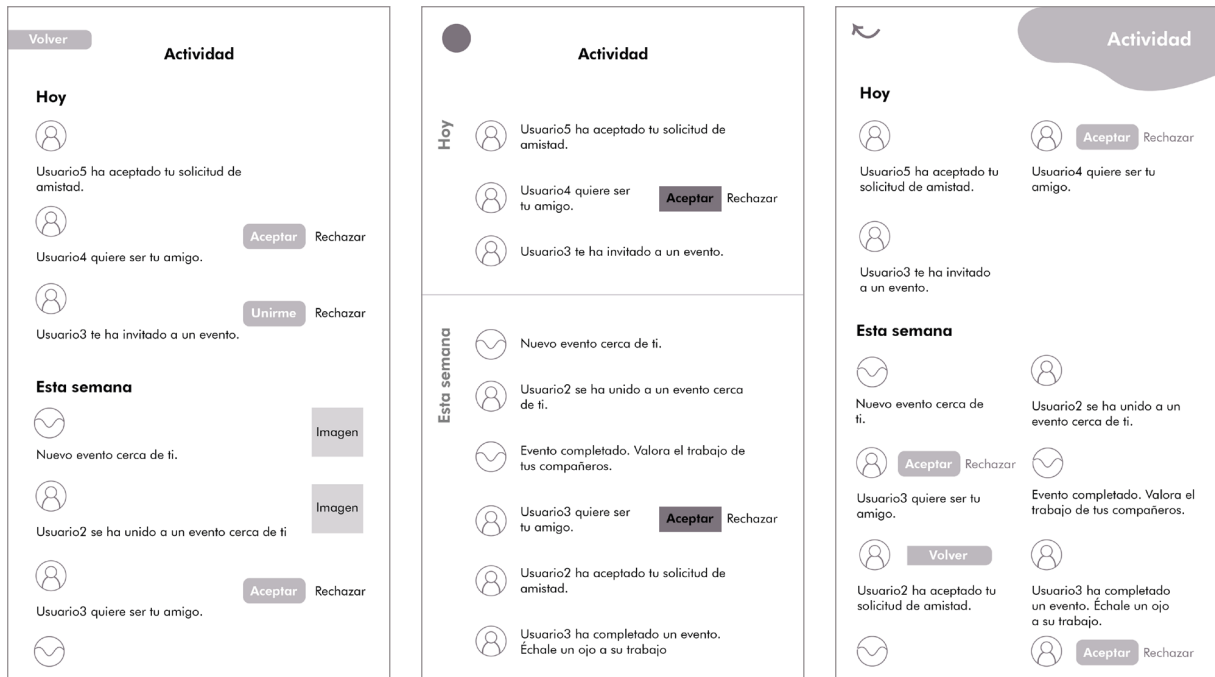 Volver
Actividad
Hoy
Usuario5 ha aceptado tu solicitud de
amistad.
Aceptar Rechazar
Usuario4 quiere ser tu amigo.
Unirme Rechazar
Usuario3 te ha invitado a un evento.
Esta semana
Imagen
Nuevo evento cerca de ti.
Imagen
Usuario2 se ha unido a un evento cerca de ti
Aceptar Rechazar
Usuario3 quiere ser tu amigo.
Actividad
Hoy
Usuario5 ha aceptado tu solicitud de
amistad.
Usuario4 quiere ser
tu amigo.
Aceptar Rechazar
Usuario3 te ha invitado a un evento.
Esta semana
Nuevo evento cerca de ti.
Usuario2 se ha unido a un evento cerca
de ti.
Evento completado. Valora el trabajo de
tus compañeros.
Usuario3 quiere ser
tu amigo.
Aceptar Rechazar
Usuario2 ha aceptado tu solicitud de
amistad.
Usuario3 ha completado un evento.
Échale un ojo a su trabajo
Actividad
Hoy
Usuario5 ha aceptado tu
solicitud de amistad.
Aceptar Rechazar
Usuario4 quiere ser tu
amigo.
Usuario3 te ha invitado
a un evento.
Esta semana
Nuevo evento cerca de
ti.
Usuario2 se ha unido a un
evento cerca de ti.
Aceptar Rechazar
Usuario3 quiere ser tu
amigo.
Evento completado. Valora el
trabajo de tus compañeros.
Volver
Usuario2 ha aceptado tu
solicitud de amistad.
Usuario3 ha completado
un evento. Échale un ojo
a su trabajo.
Aceptar Rechazar